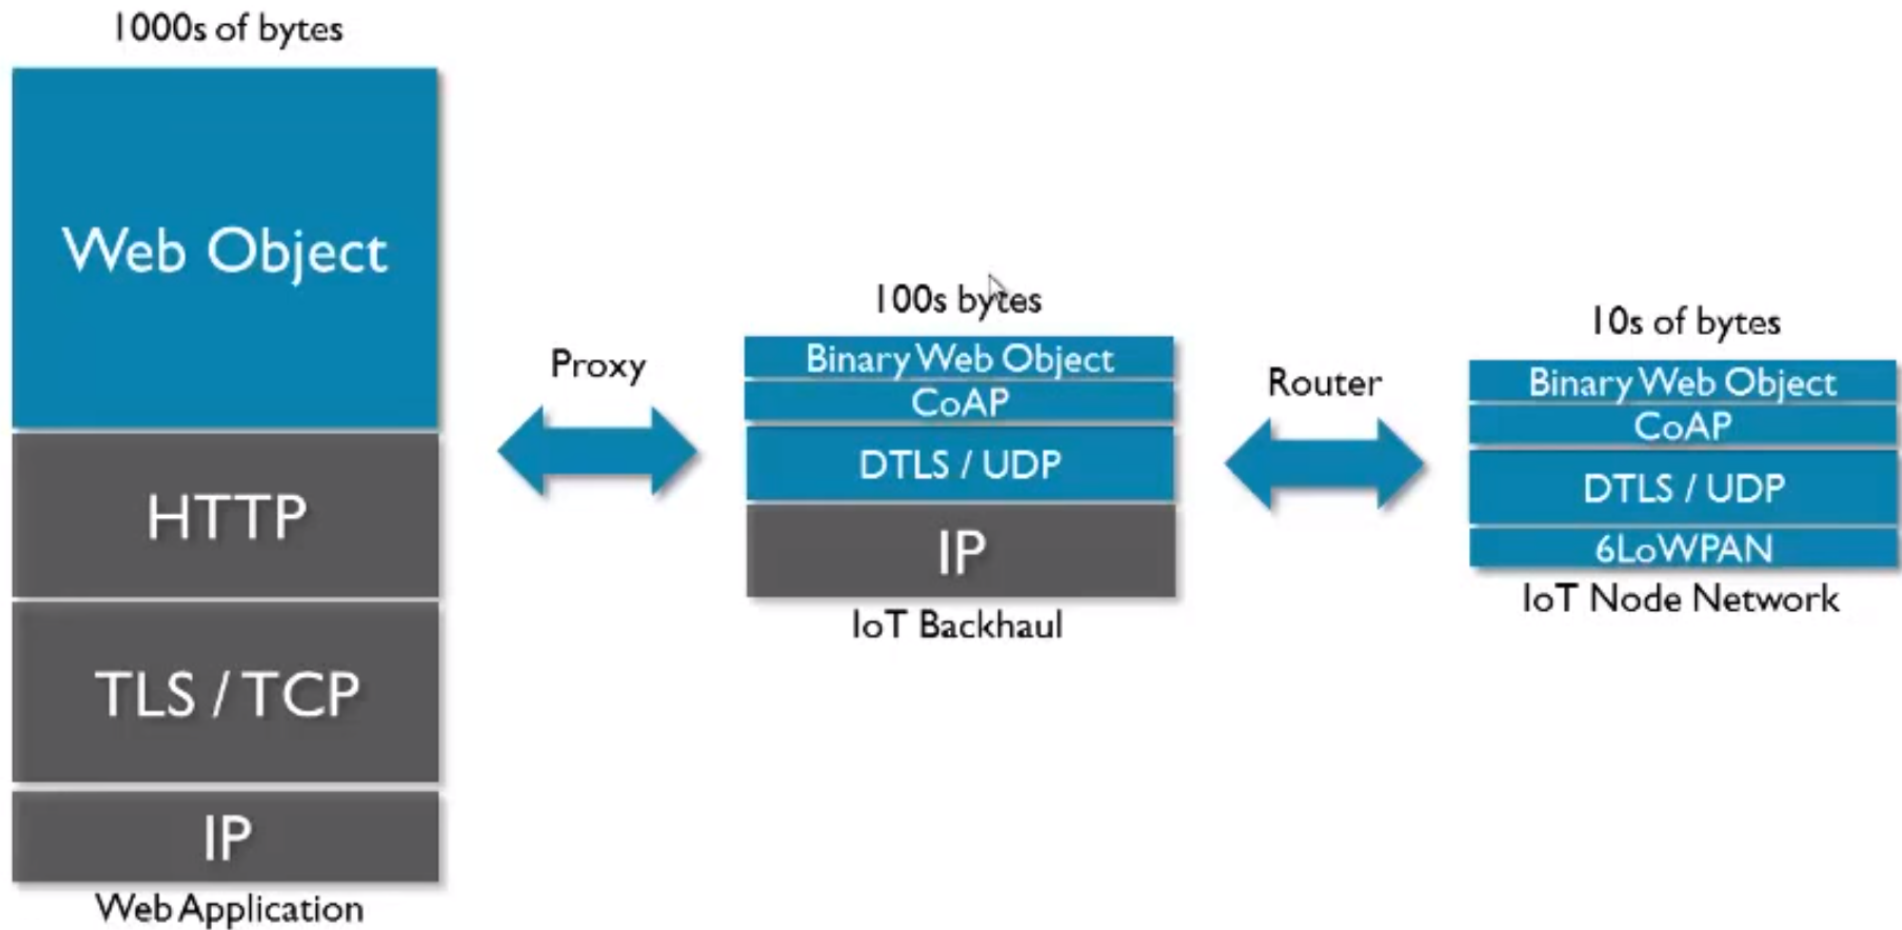 1000s of bytes
Web Object
HTTP
TLS / TCP
IP
Web Application
Proxy
100s bytes
Binary Web Object
CoAP
DTLS / UDP
IP
IoT Backhaul
Router
10s of bytes
Binary Web Object
CoAP
DTLS / UDP
6LoWPAN
IoT Node Network